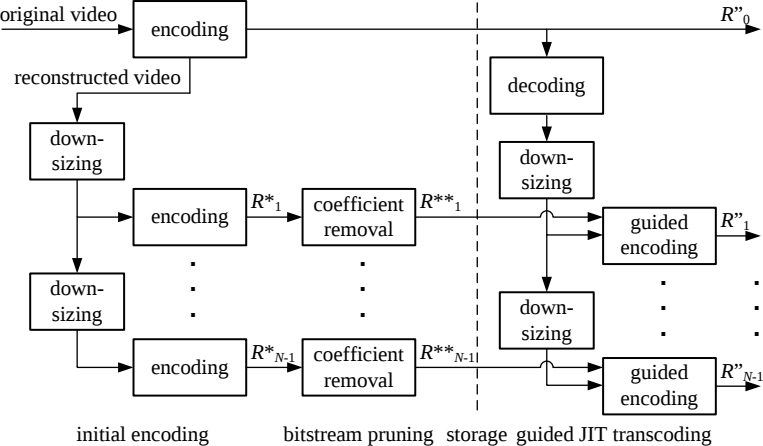 original video
encoding
R”0
reconstructed video
decoding
down-
sizing
down-
sizing
encoding
R*1
coefficient
removal
R**1
guided
encoding
R”1
down-
sizing
down-
sizing
encoding
R*N-1
coefficient
removal
R**N-1
guided
encoding
R”N-1
initial encoding
bitstream pruning
storage
guided JIT transcoding